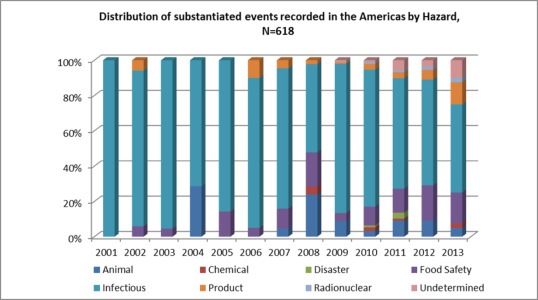 Distribution of substantiated events recorded in the Americas by Hazard,
N=618
100%
80%
60%
40%
20%
0%
2001 2002 2003 2004 2005 2006 2007 2008 2009 2010 2011 2012 2013
Animal Chemical Disaster Food Safety
Infectious Product Radionuclear Undetermined